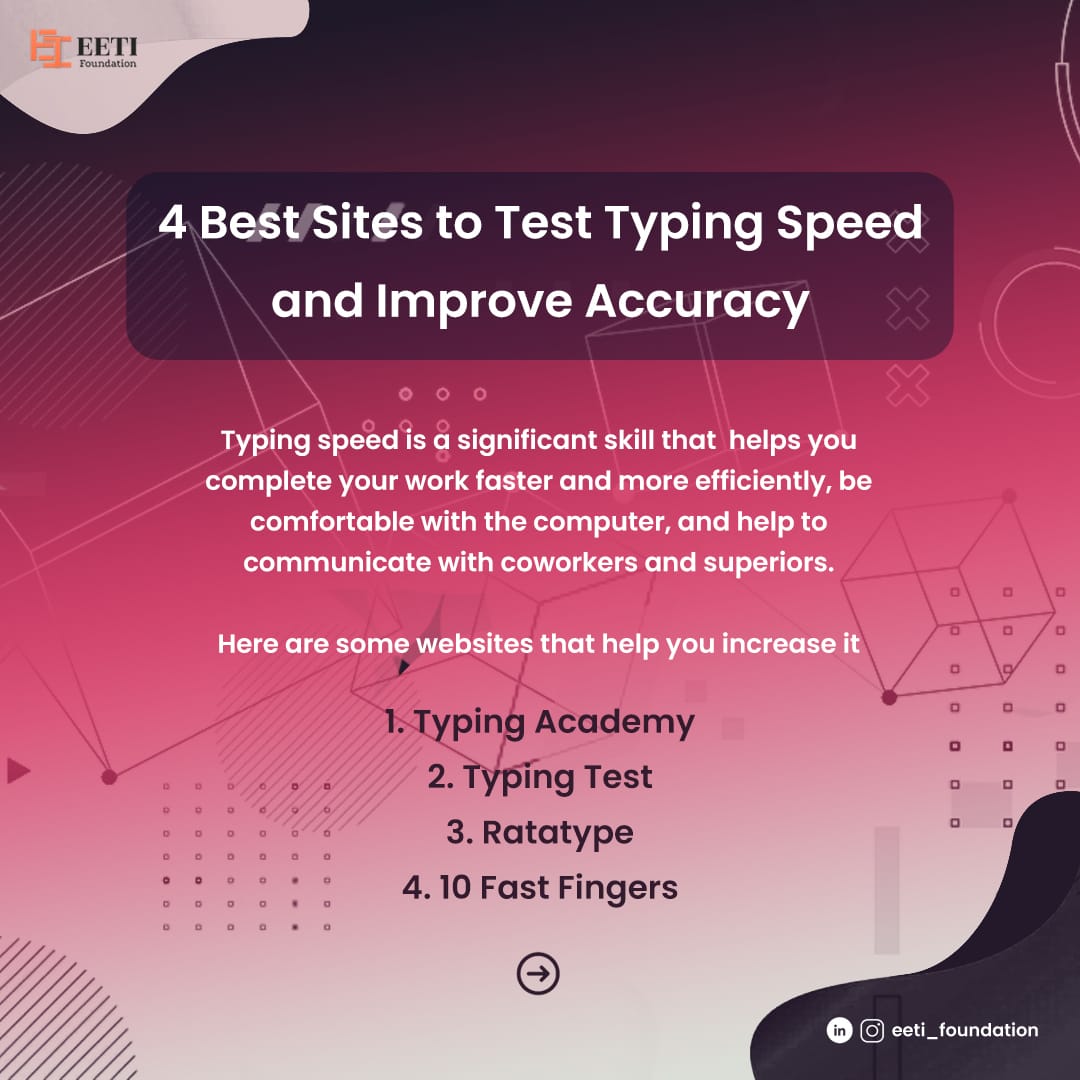 EETI
Foundation
4 Best Sites to Test Typing Speed
and Improve Accuracy
Typing speed is a significant skill that  helps you
complete your work faster and more efficiently, be
comfortable with the computer, and help to
communicate with coworkers and superiors.
Here are some websites that help you increase it
1. Typing Academy
2. Typing Test
3. Ratatype
4. 10 Fast Fingers
in eeti_foundation